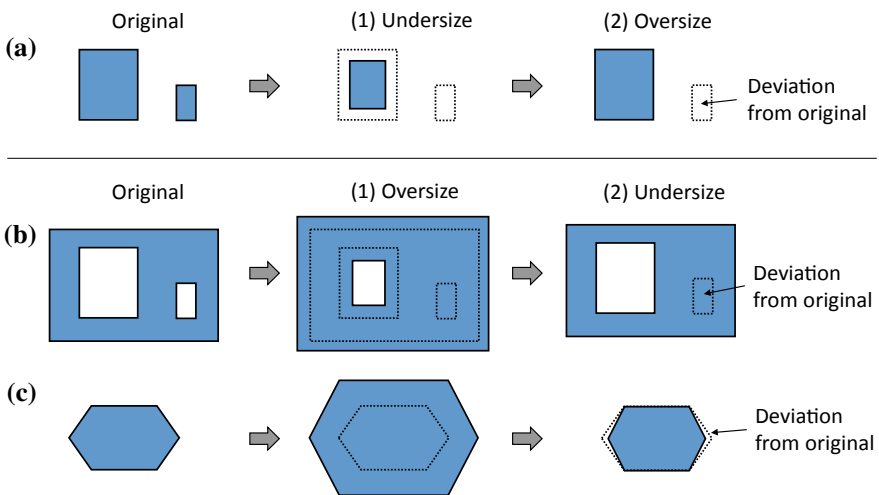 Original (1) Undersize (2) Oversize
(a)
Deviation
from original
Original (1) Oversize (2) Undersize
(b)
Deviation
from original
(c)
Deviation
from original